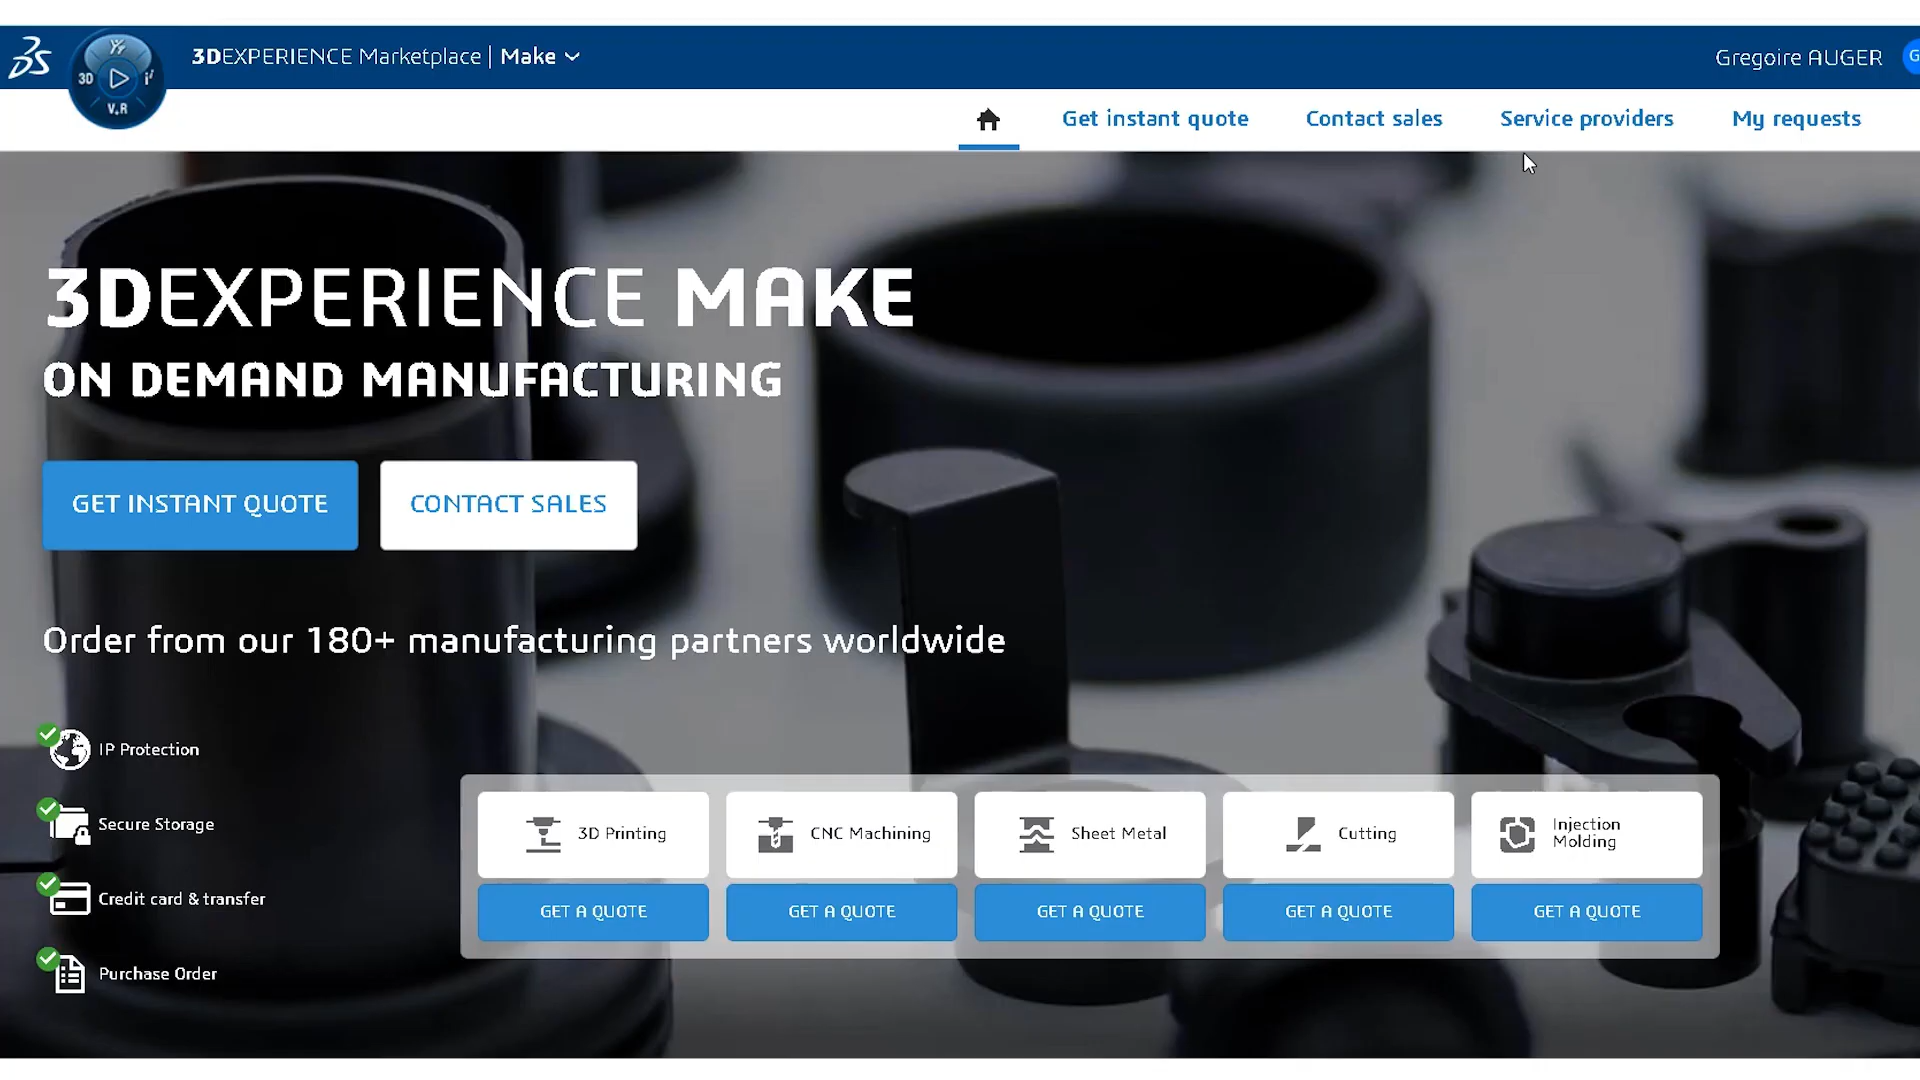 3DEXPERIENCE Marketplace | Make
Gregoire AUGER
G
3D
V.R
Get instant quote
Contact sales
Service providers
My requests
3DEXPERIENCE MAKE
ON DEMAND MANUFACTURING
GET INSTANT QUOTE
CONTACT SALES
Order from our 180+ manufacturing partners worldwide
IP Protection
Secure Storage
Credit card & transfer
Purchase Order
3D Printing
CNC Machining
Sheet Metal
Cutting
Injection
Molding
GET A QUOTE
GET A QUOTE
GET A QUOTE
GET A QUOTE
GET A QUOTE